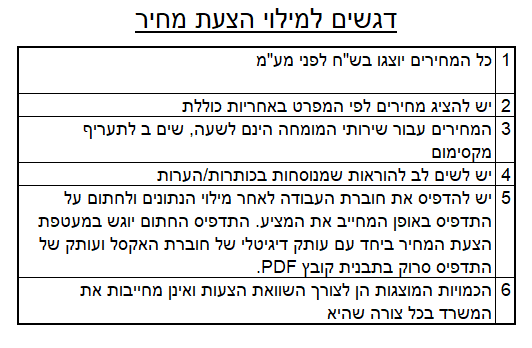 דגשים למילוי הצעת מחיר
1 כל המחירים יוצגו בש"ח לפני מע"מ
2 יש להציג מחירים לפי המפרט באחריות כוללת
3 המחירים עבור שירותי המומחה הינם לשעה, שים ב לתעריף
מקסימום
4 יש לשים לב להוראות שמנוסחות בכותרות/הערות
5 יש להדפיס את חוברת העבודה לאחר מילוי הנתונים ולחתום על
התדפיס באופן המחייב את המציע. התדפיס החתום יוגש במעטפת
הצעת המחיר ביחד עם עותק דיגיטלי של חוברת האקסל ועותק של
התדפיס סרוק בתבנית קובץ PDF.
6 הכמויות המוצגות הן לצורך השוואת הצעות ואינן מחייבות את
המשרד בכל צורה שהיא